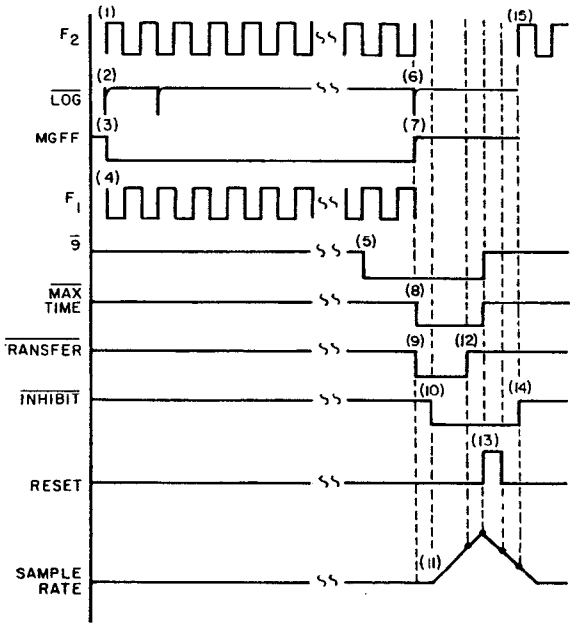 (1)
(15)
F2
(2)
(6)
LOG
(3)
(7)
MGFF
(4)
F1
(5)
9
(8)
MAX
TIME
(9)
(12)
TRANSFER
(10)
(14)
INHIBIT
(13)
RESET
(11)
SAMPLE
RATE